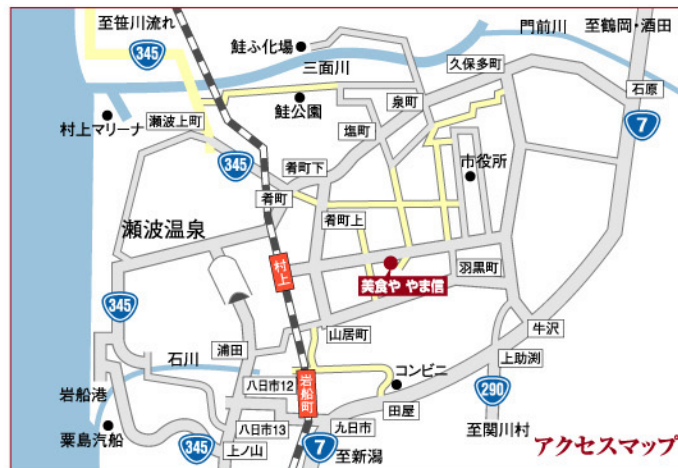 至笹川流れ
345
鮭ふ化場
三面川
門前川
至鶴岡・酒田
久保多町
石原
7
村上マリーナ
瀬波上町
鮭公園
泉町
塩町
345
肴町下
市役所
肴町
瀬波温泉
肴町上
村上
羽黒町
美食や やま信
345
山居町
牛沢
浦田
上助渕
石川
コンビニ
290
岩船港
八日市12
岩船町
田屋
至関川村
粟島汽船
八日市13
九日市
345
上ノ山
7
至新潟
アクセスマップ